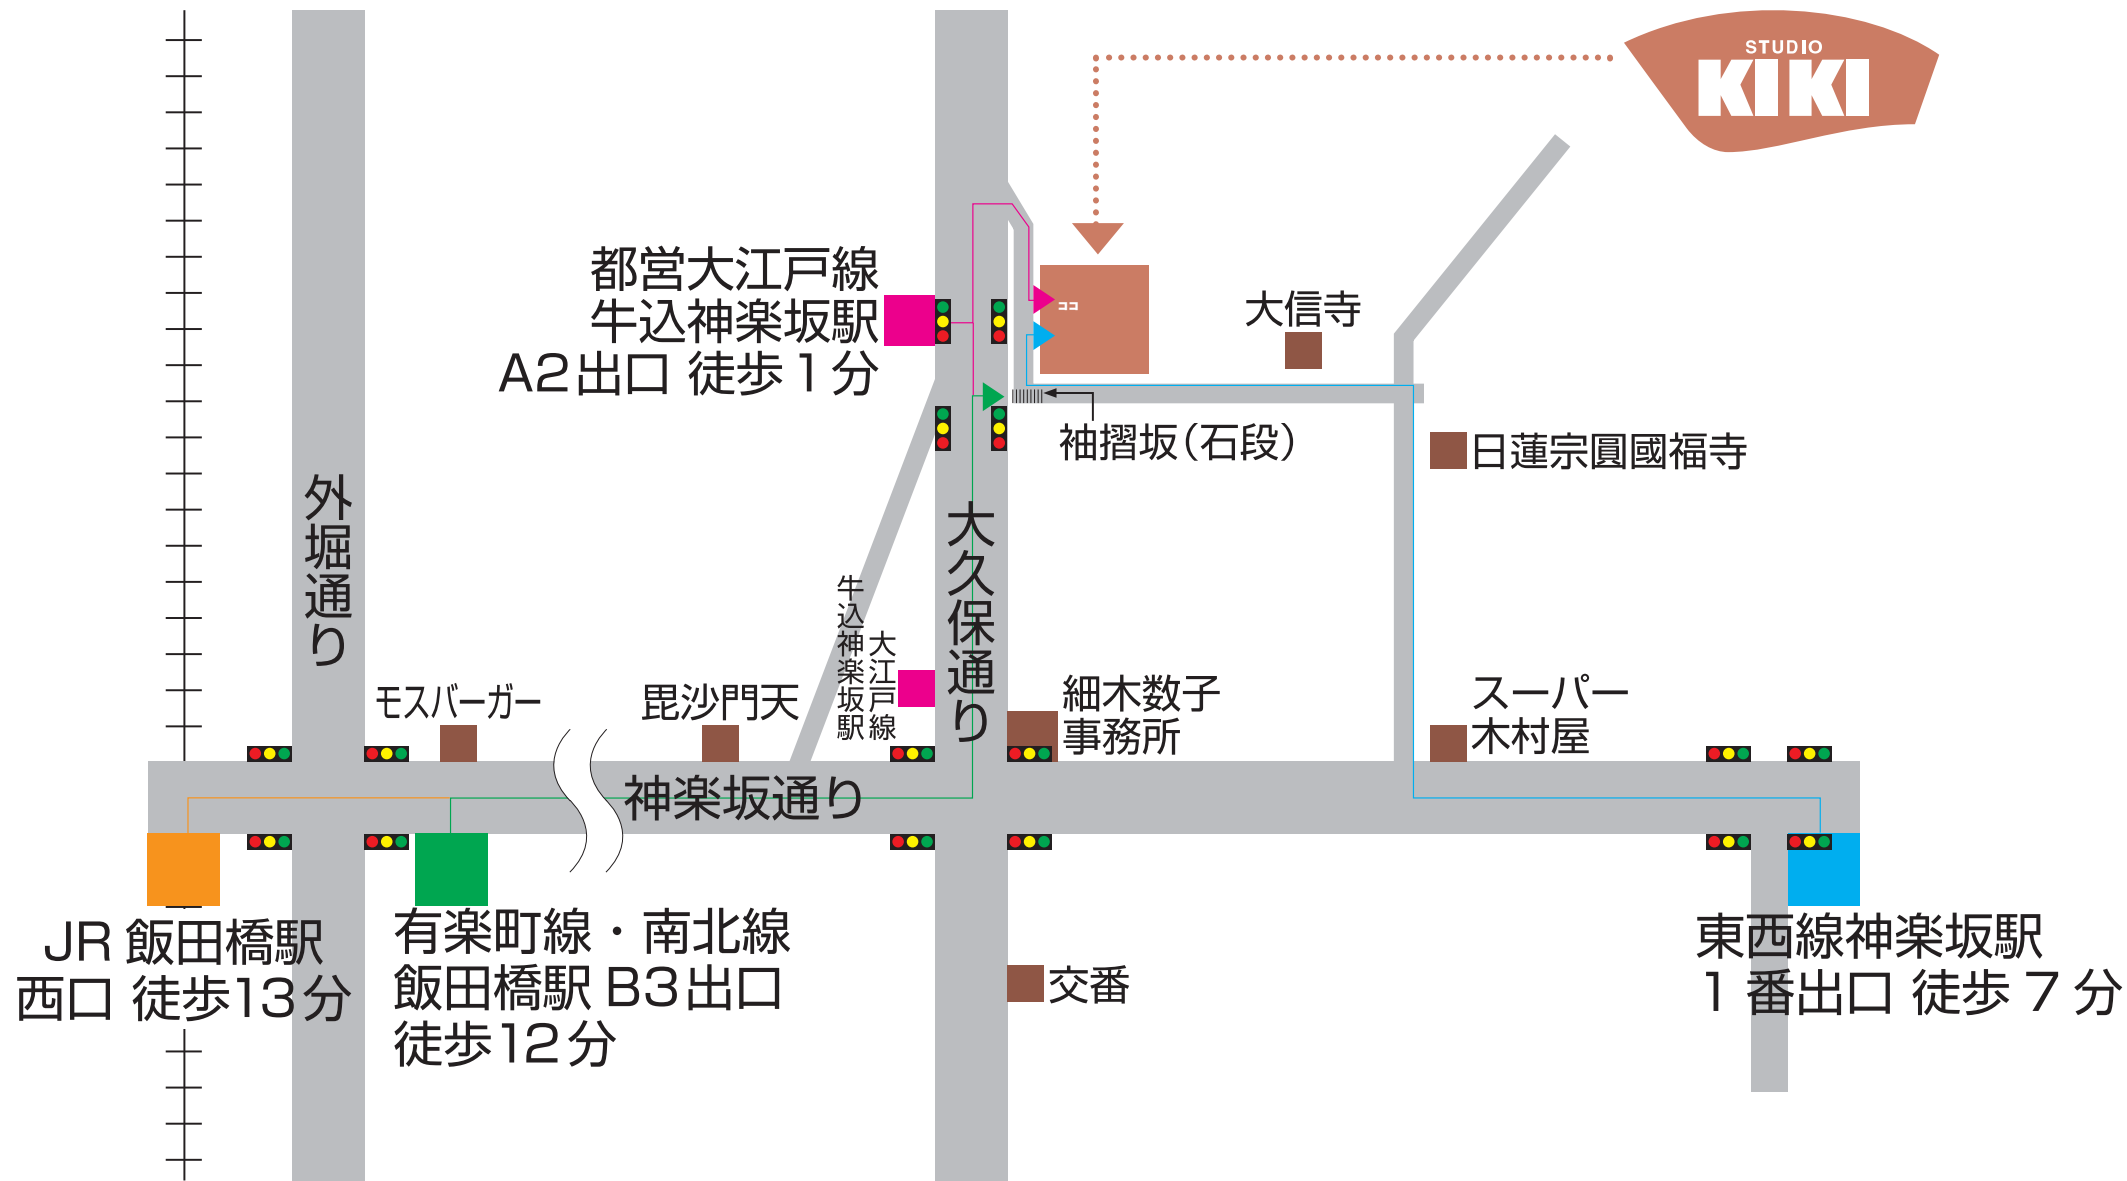 STUDIO
KIKI
都営大江戸線
牛込神楽坂駅
A2出口 徒歩1分
ココ
大信寺
袖摺坂(石段)
日蓮宗圓國福寺
外堀通り
大久保通り
大江戸線
牛込神楽坂駅
モスバーガー
毘沙門天
細木数子
事務所
スーパー
木村屋
神楽坂通り
JR 飯田橋駅
西口 徒歩13分
有楽町線・南北線
飯田橋駅 B3出口
徒歩12分
交番
東西線神楽坂駅
1番出口 徒歩7分